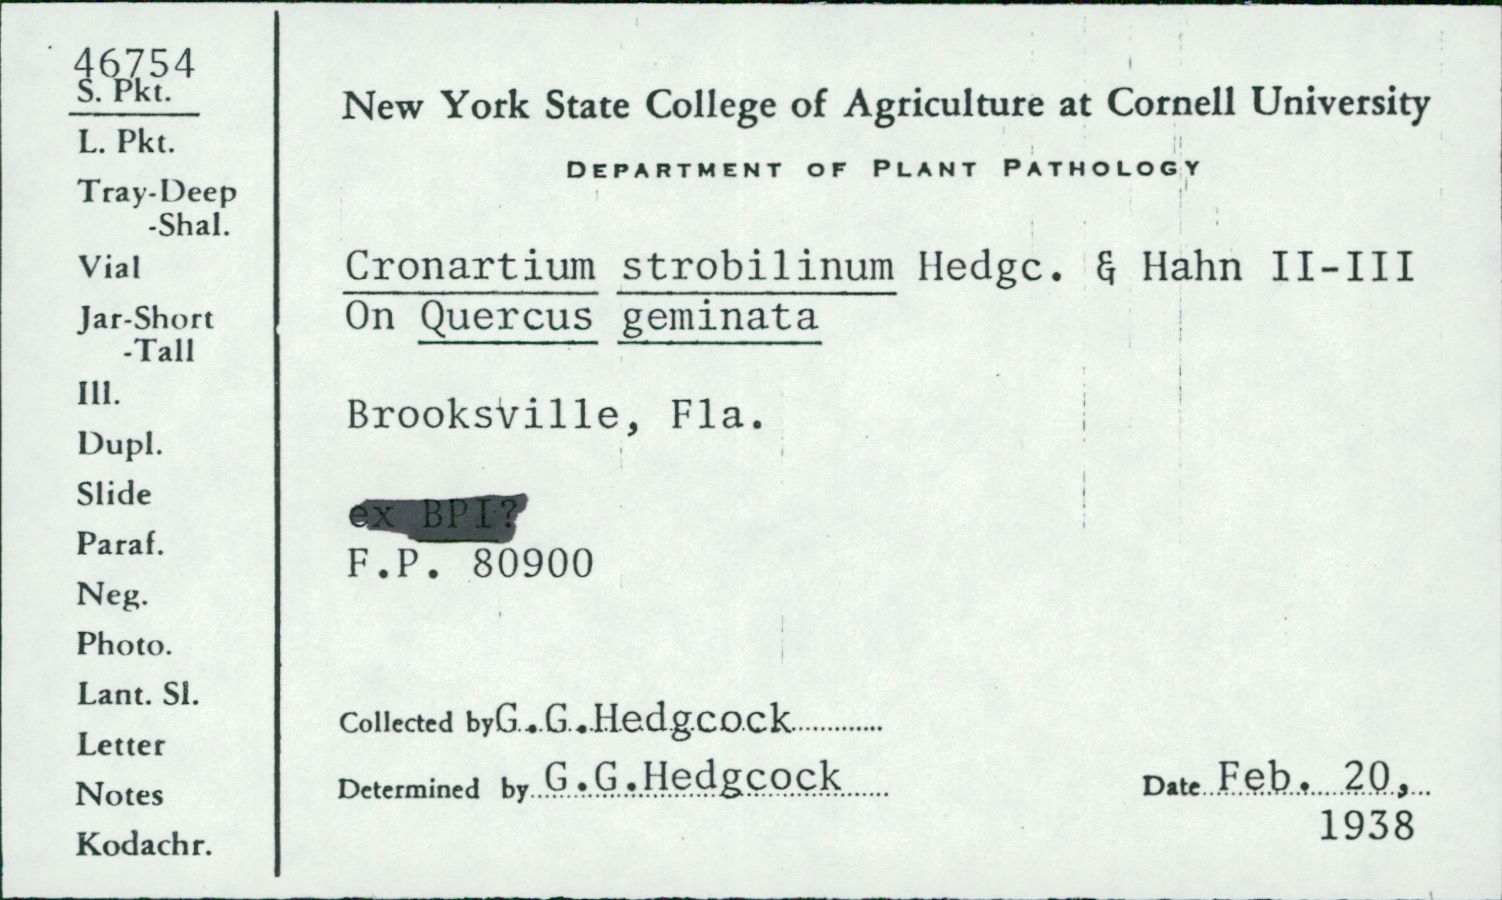 46754
S. Pkt.
L. Pkt.
Tray-Deep
-Shal.
Vial
Jar-Short
-Tall
Ill.
Dupl.
Slide
Paraf.
Neg.
Photo.
Lant. Sl.
Letter
Notes
Kodachr.
New York State College of Agriculture at Cornell University
DEPARTMENT OF PLANT PATHOLOGY
Cronartium strobilinum Hedgc. & Hahn II-III
On Quercus geminata
Brooksville, Fla.
ex BPI?
F.P. 80900
Collected by G.G.Hedgcock
Determined by G.G.Hedgcock
Date Feb. 20,
1938